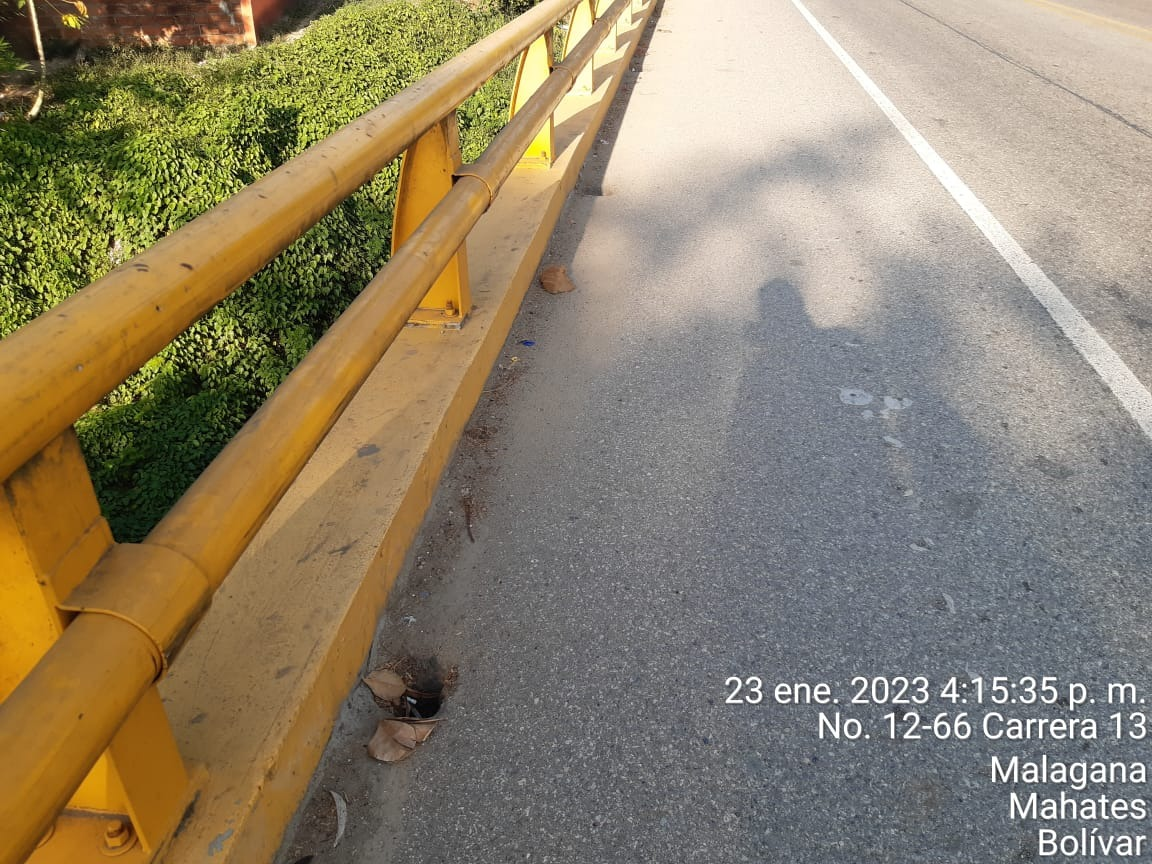 23 ene. 2023 4:15:35 p. m.
No. 12-66 Carrera 13
Malagana
Mahates
Bolívar